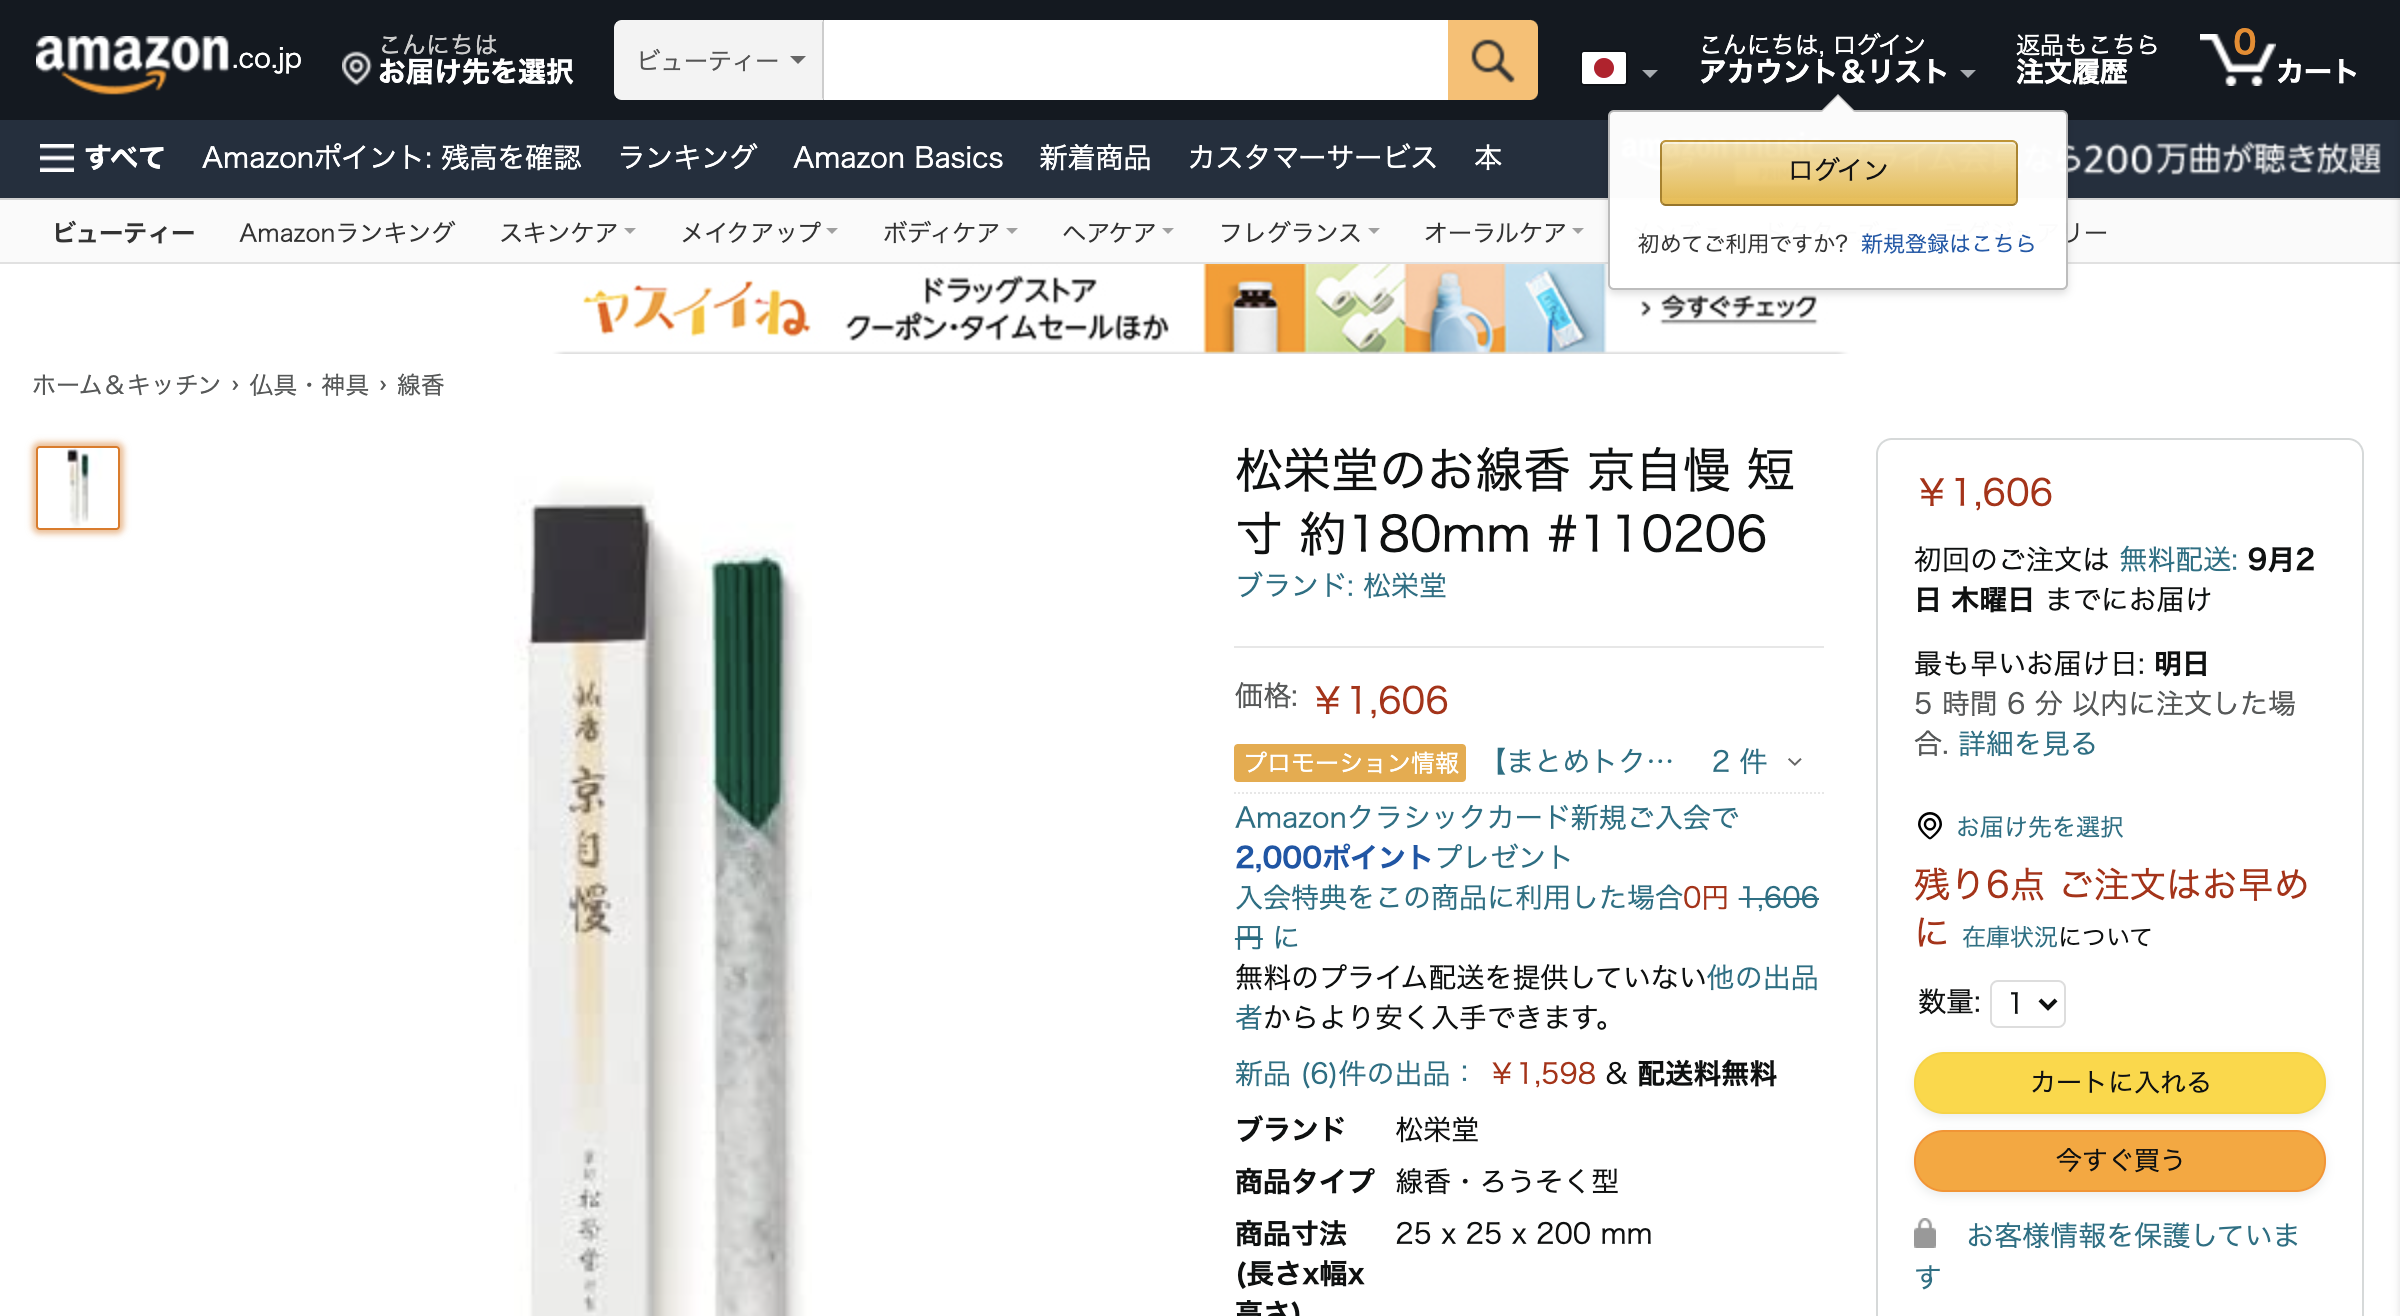 amazon.co.jp
こんにちは
お届け先を選択
ビューティー
こんにちは, ログイン
アカウント＆リスト
返品もこちら
注文履歴
0
カート
すべて
Amazonポイント: 残高を確認
ランキング
Amazon Basics
新着商品
カスタマーサービス
本
ら200万曲が聴き放題
ログイン
初めてご利用ですか? 新規登録はこちら
ビューティー
Amazonランキング
スキンケア
メイクアップ
ボディケア
ヘアケア
フレグランス
オーラルケア
リー
ヤスイイね
ドラッグストア
クーポン・タイムセールほか
› 今すぐチェック
ホーム＆キッチン › 仏具・神具 › 線香
京自慢
松栄堂
松栄堂のお線香 京自慢 短
寸 約180mm #110206
ブランド: 松栄堂
価格: ￥1,606
プロモーション情報 【まとめトク… 2 件
Amazonクラシックカード新規ご入会で
2,000ポイントプレゼント
入会特典をこの商品に利用した場合0円 1,606
円 に
無料のプライム配送を提供していない他の出品
者からより安く入手できます。
新品 (6)件の出品： ￥1,598 & 配送料無料
ブランド 松栄堂
商品タイプ 線香・ろうそく型
商品寸法 25 x 25 x 200 mm
(長さx幅x
高さ)
￥1,606
初回のご注文は 無料配送: 9月2
日 木曜日 までにお届け
最も早いお届け日: 明日
5 時間 6 分 以内に注文した場
合. 詳細を見る
お届け先を選択
残り6点 ご注文はお早め
に 在庫状況について
数量: 1
カートに入れる
今すぐ買う
お客様情報を保護していま
す